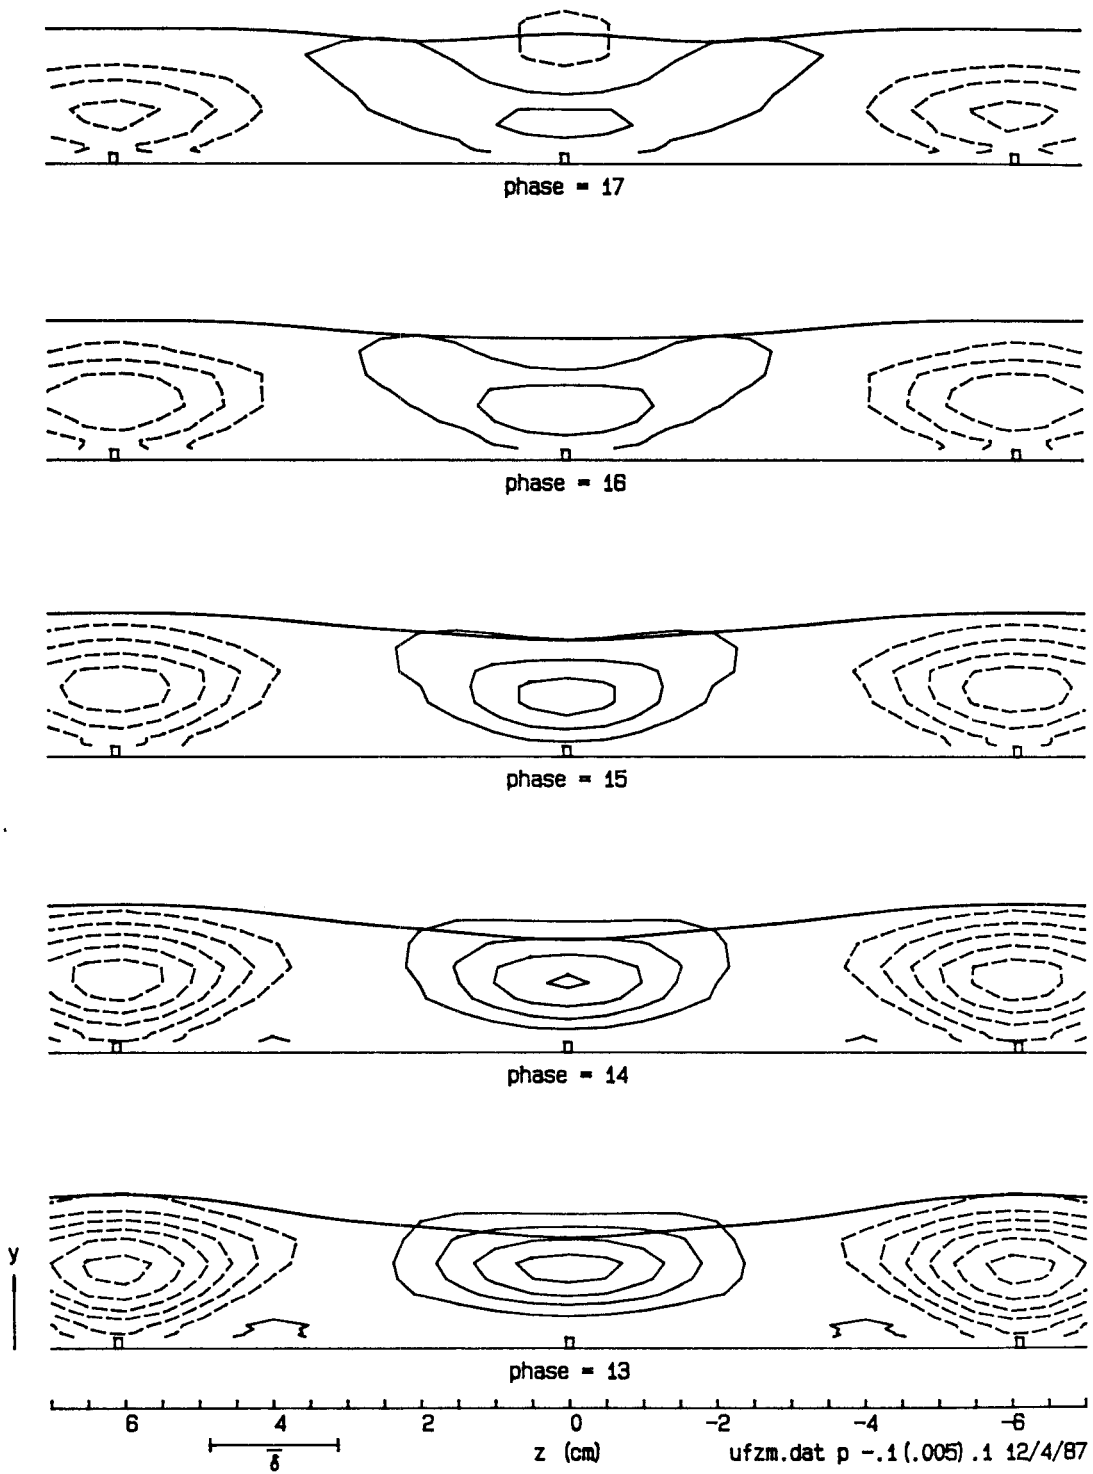 phase = 17
phase = 16
phase = 15
phase = 14
y
phase = 13
6 4 2 0 -2 -4 -6
δ̅ z (cm) ufzm.dat p -.1(.005).1 12/4/87